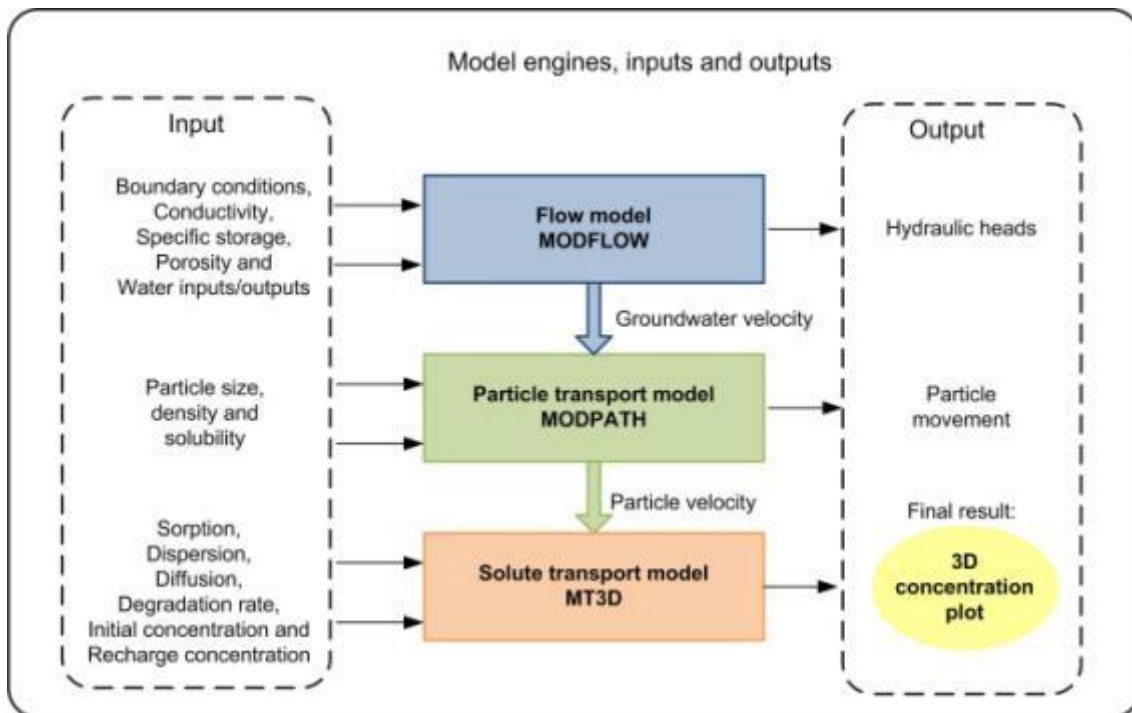 Model engines, inputs and outputs
Input
Boundary conditions,
Conductivity,
Specific storage,
Porosity and
Water inputs/outputs
Particle size,
density and
solubility
Sorption,
Dispersion,
Diffusion,
Degradation rate,
Initial concentration and
Recharge concentration
Flow model
MODFLOW
Groundwater velocity
Particle transport model
MODPATH
Particle velocity
Solute transport model
MT3D
Output
Hydraulic heads
Particle
movement
Final result:
3D
concentration
plot